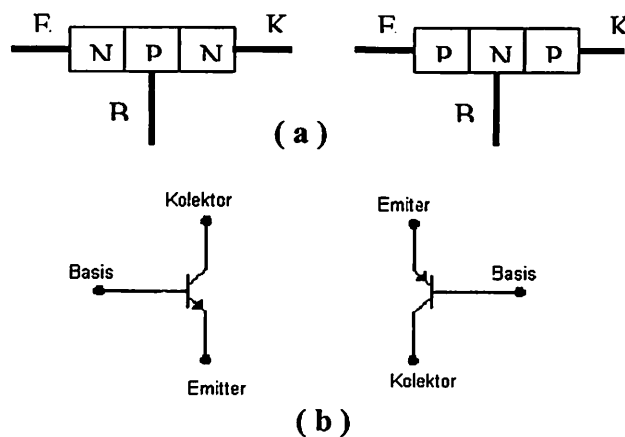 E N P N K
B
E P N P K
B
( a )
Kolektor
Basis
Emitter
Emiter
Basis
Kolektor
( b )